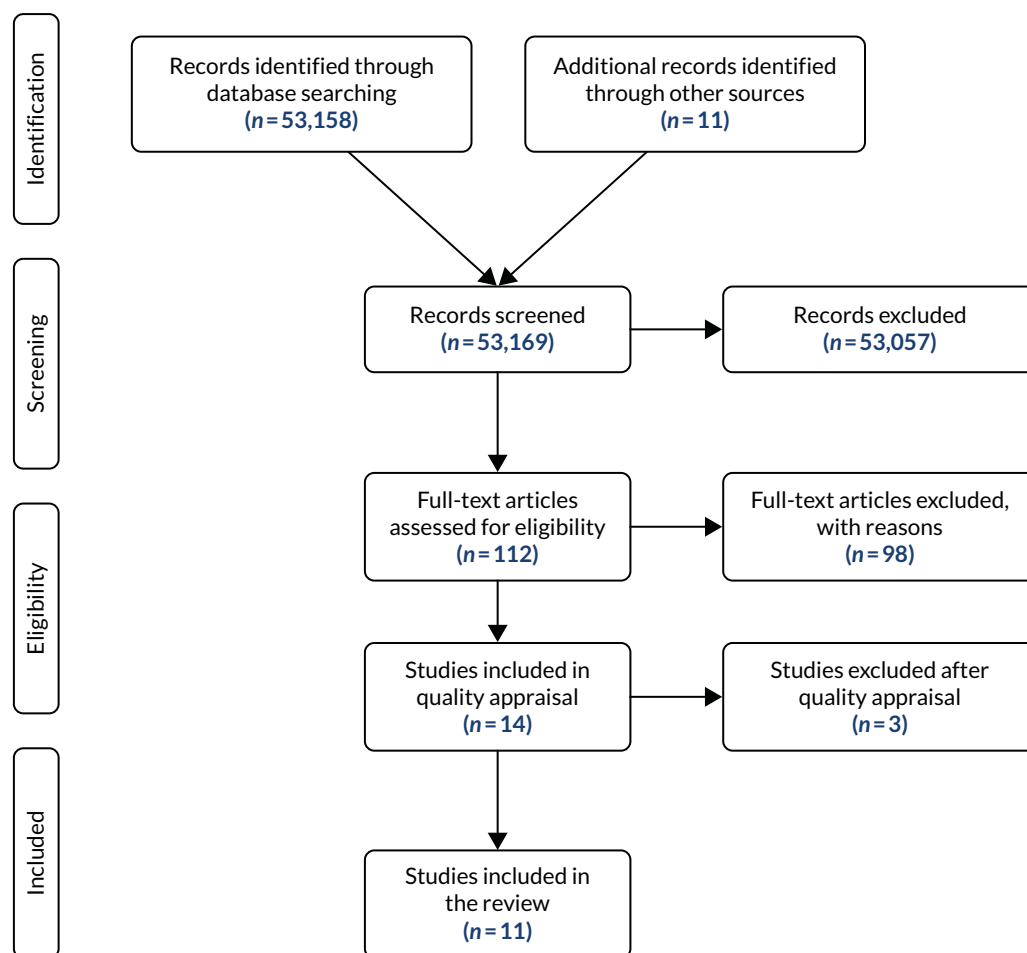 Identification
Records identified through
database searching
(n = 53,158)
Additional records identified
through other sources
(n = 11)
Screening
Records screened
(n = 53,169)
Records excluded
(n = 53,057)
Eligibility
Full-text articles
assessed for eligibility
(n = 112)
Full-text articles excluded,
with reasons
(n = 98)
Studies included in
quality appraisal
(n = 14)
Studies excluded after
quality appraisal
(n = 3)
Included
Studies included in
the review
(n = 11)